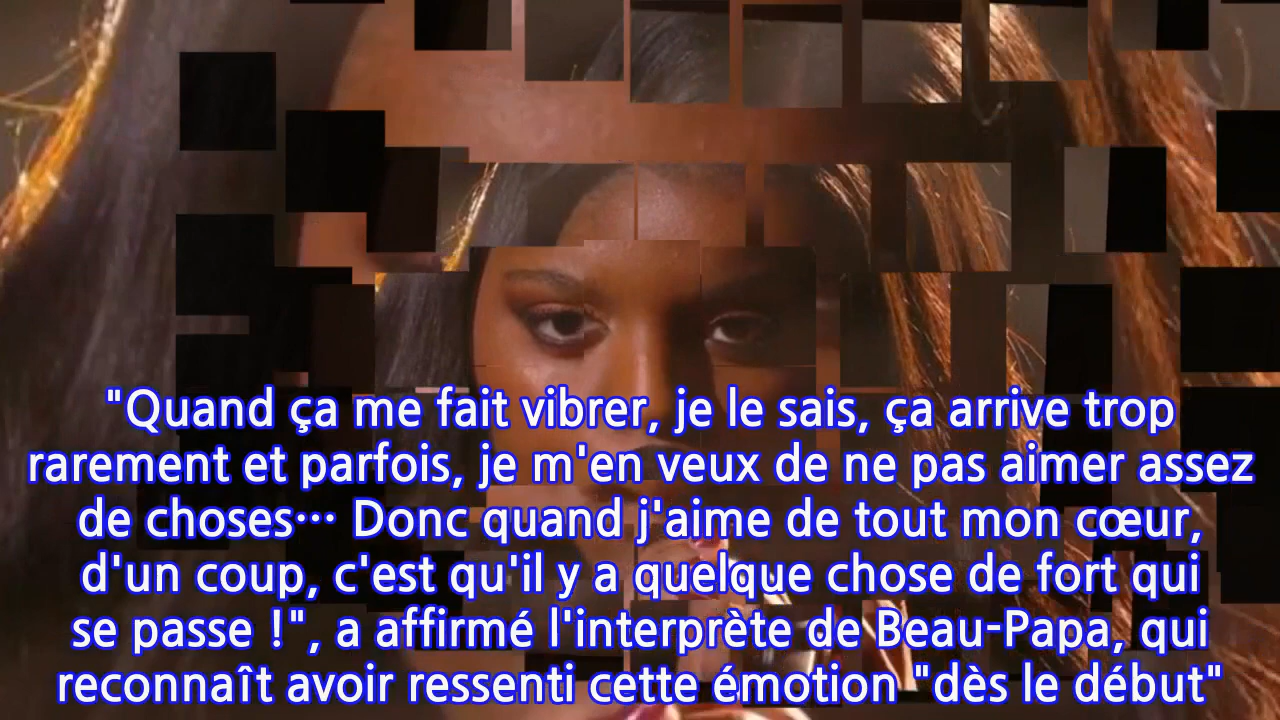 "Quand ça me fait vibrer, je le sais, ça arrive trop
rarement et parfois, je m'en veux de ne pas aimer assez
de choses… Donc quand j'aime de tout mon cœur,
d'un coup, c'est qu'il y a quelque chose de fort qui
se passe !", a affirmé l'interprète de Beau-Papa, qui
reconnaît avoir ressenti cette émotion "dès le début"